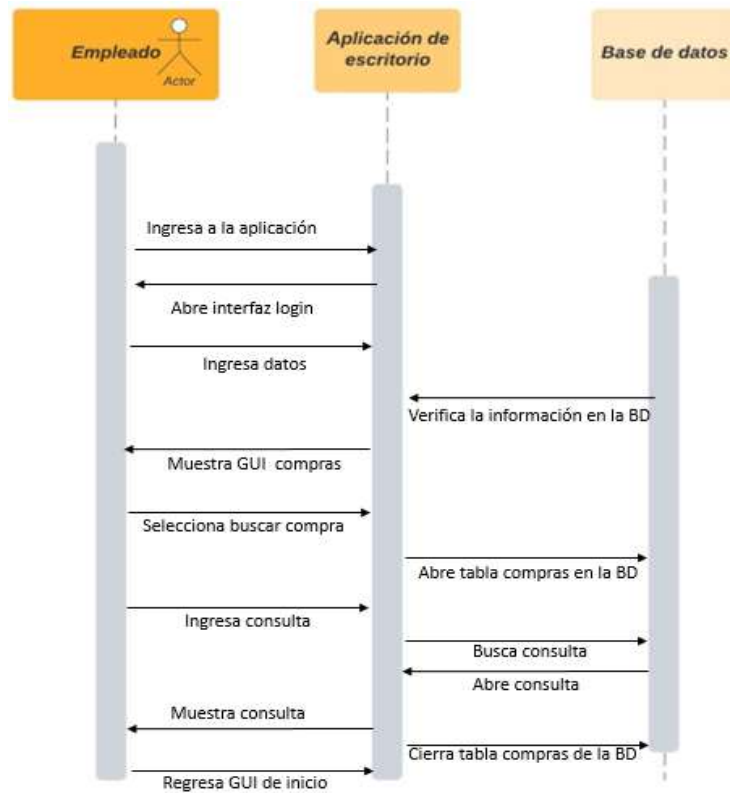 Empleado
Actor
Aplicación de
escritorio
Base de datos
Ingresa a la aplicación
Abre interfaz login
Ingresa datos
Verifica la información en la BD
Muestra GUI compras
Selecciona buscar compra
Abre tabla compras en la BD
Ingresa consulta
Busca consulta
Abre consulta
Muestra consulta
Cierra tabla compras de la BD
Regresa GUI de inicio